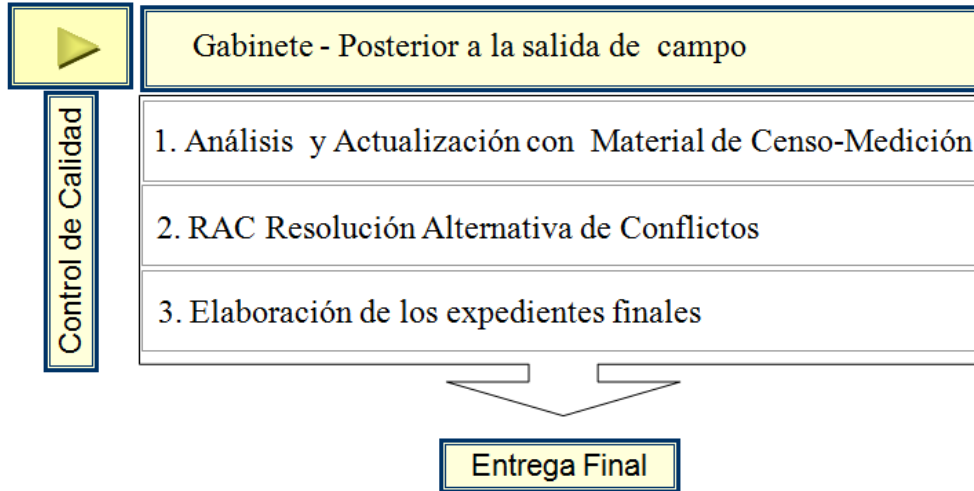 Gabinete - Posterior a la salida de campo
Control de Calidad
1. Análisis y Actualización con Material de Censo-Medición
2. RAC Resolución Alternativa de Conflictos
3. Elaboración de los expedientes finales
Entrega Final